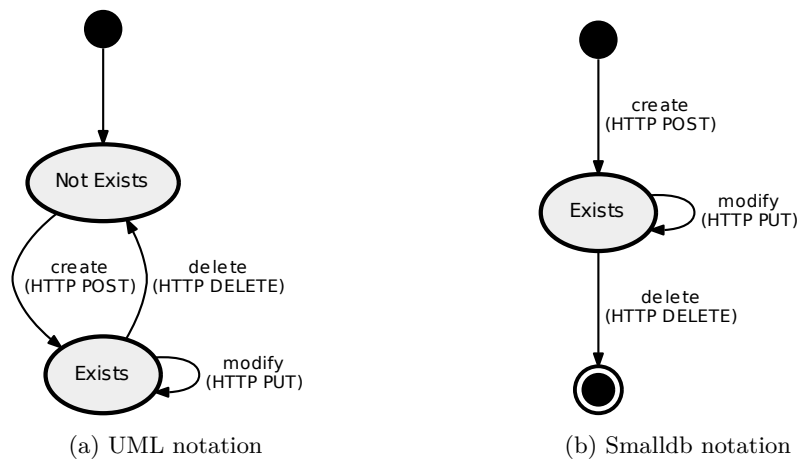 Not Exists
create
(HTTP POST)
delete
(HTTP DELETE)
Exists
modify
(HTTP PUT)
(a) UML notation
create
(HTTP POST)
Exists
modify
(HTTP PUT)
delete
(HTTP DELETE)
(b) Smalldb notation